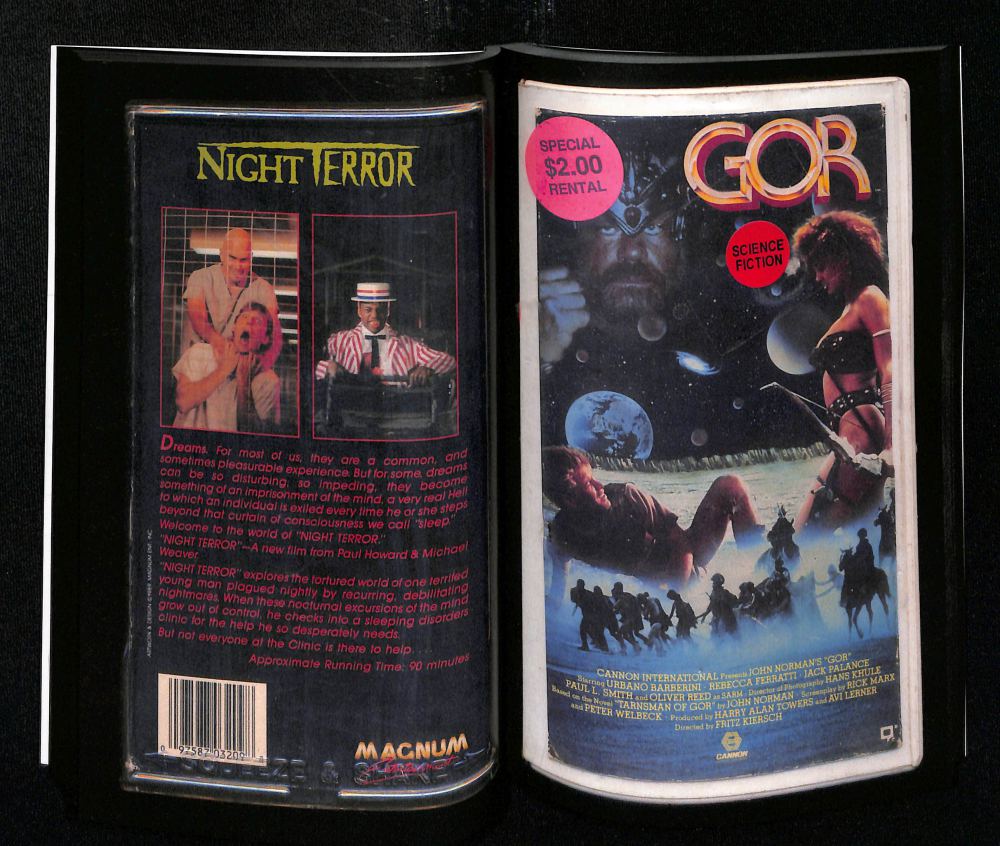 NIGHT TERROR
Dreams. For most of us, they are a common, and
sometimes pleasurable experience. But for some, dreams
can be so disturbing, so impeding, they become
something of an imprisonment of the mind, a very real Hell
to which an individual is exiled every time he or she steps
beyond that curtain of consciousness we call "sleep."
Welcome to the world of "NIGHT TERROR."
"NIGHT TERROR"—A new film from Paul Howard & Michael
Weaver.
"NIGHT TERROR" explores the tortured world of one terrified
young man plagued nightly by recurring, debilitating
nightmares. When these nocturnal excursions of the mind
grow out of control, he checks into a sleeping disorders
clinic for the help he so desperately needs.
But not everyone at the Clinic is there to help. . . .
Approximate Running Time: 90 minutes
MAGNUM
Entertainment
SQUEEZE &
SPECIAL
$2.00
RENTAL
GOR
SCIENCE
FICTION
CANNON INTERNATIONAL Presents JOHN NORMAN'S "GOR"
Starring URBANO BARBERINI · REBECCA FERRATTI · JACK PALANCE
PAUL L. SMITH and OLIVER REED as SARM · Director of Photography HANS KHULE
Based on the Novel "TARNSMAN OF GOR" by JOHN NORMAN · Screenplay by RICK MARX
and PETER WELBECK · Produced by HARRY ALAN TOWERS and AVI LERNER
Directed by FRITZ KIERSCH
CANNON